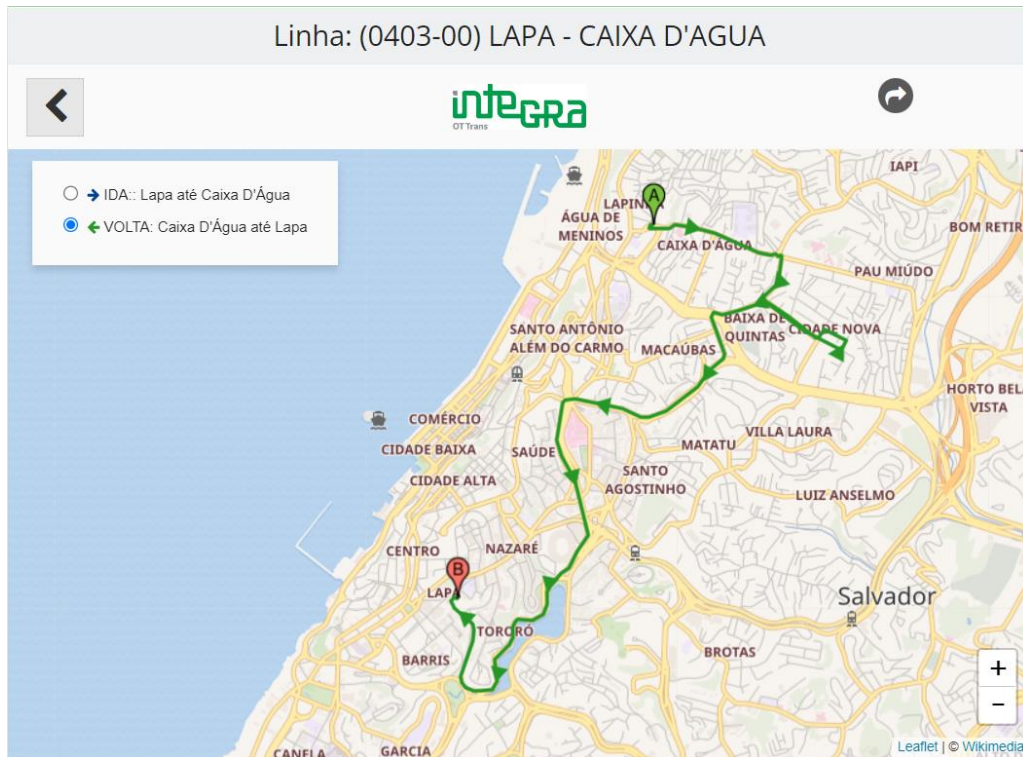 Linha: (0403-00) LAPA - CAIXA D'AGUA
integra
OT Trans
IDA:: Lapa até Caixa D'Água
VOLTA: Caixa D'Água até Lapa
IAPI
A
ÁGUA DE
MENINOS
CAIXA D'ÁGUA
BOM RETIR
PAU MIÚDO
BAIXA DE
QUINTAS
CIDADE NOVA
SANTO ANTÔNIO
ALÉM DO CARMO
MACAÚBAS
HORTO BEL
VISTA
COMÉRCIO
CIDADE BAIXA
SAÚDE
MATATU
VILLA LAURA
CIDADE ALTA
SANTO
AGOSTINHO
LUIZ ANSELMO
CENTRO
NAZARÉ
B
LAPA
Salvador
TORORÓ
BARRIS
BROTAS
+
−
CANELA
GARCIA
Leaflet | © Wikimedia